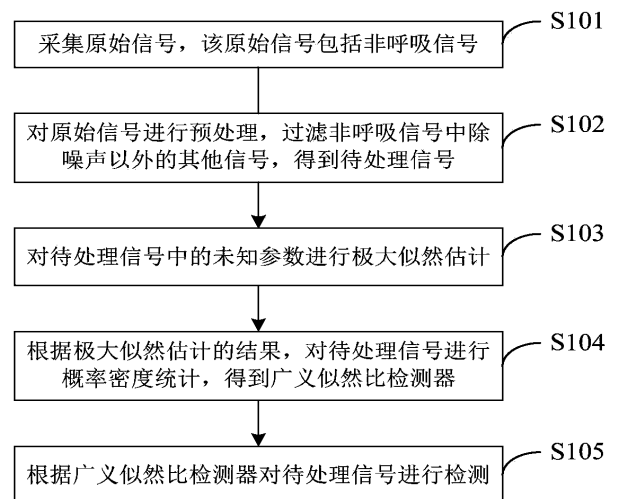 采集原始信号，该原始信号包括非呼吸信号
S101
对原始信号进行预处理，过滤非呼吸信号中除
噪声以外的其他信号，得到待处理信号
S102
对待处理信号中的未知参数进行极大似然估计
S103
根据极大似然估计的结果，对待处理信号进行
概率密度统计，得到广义似然比检测器
S104
根据广义似然比检测器对待处理信号进行检测
S105